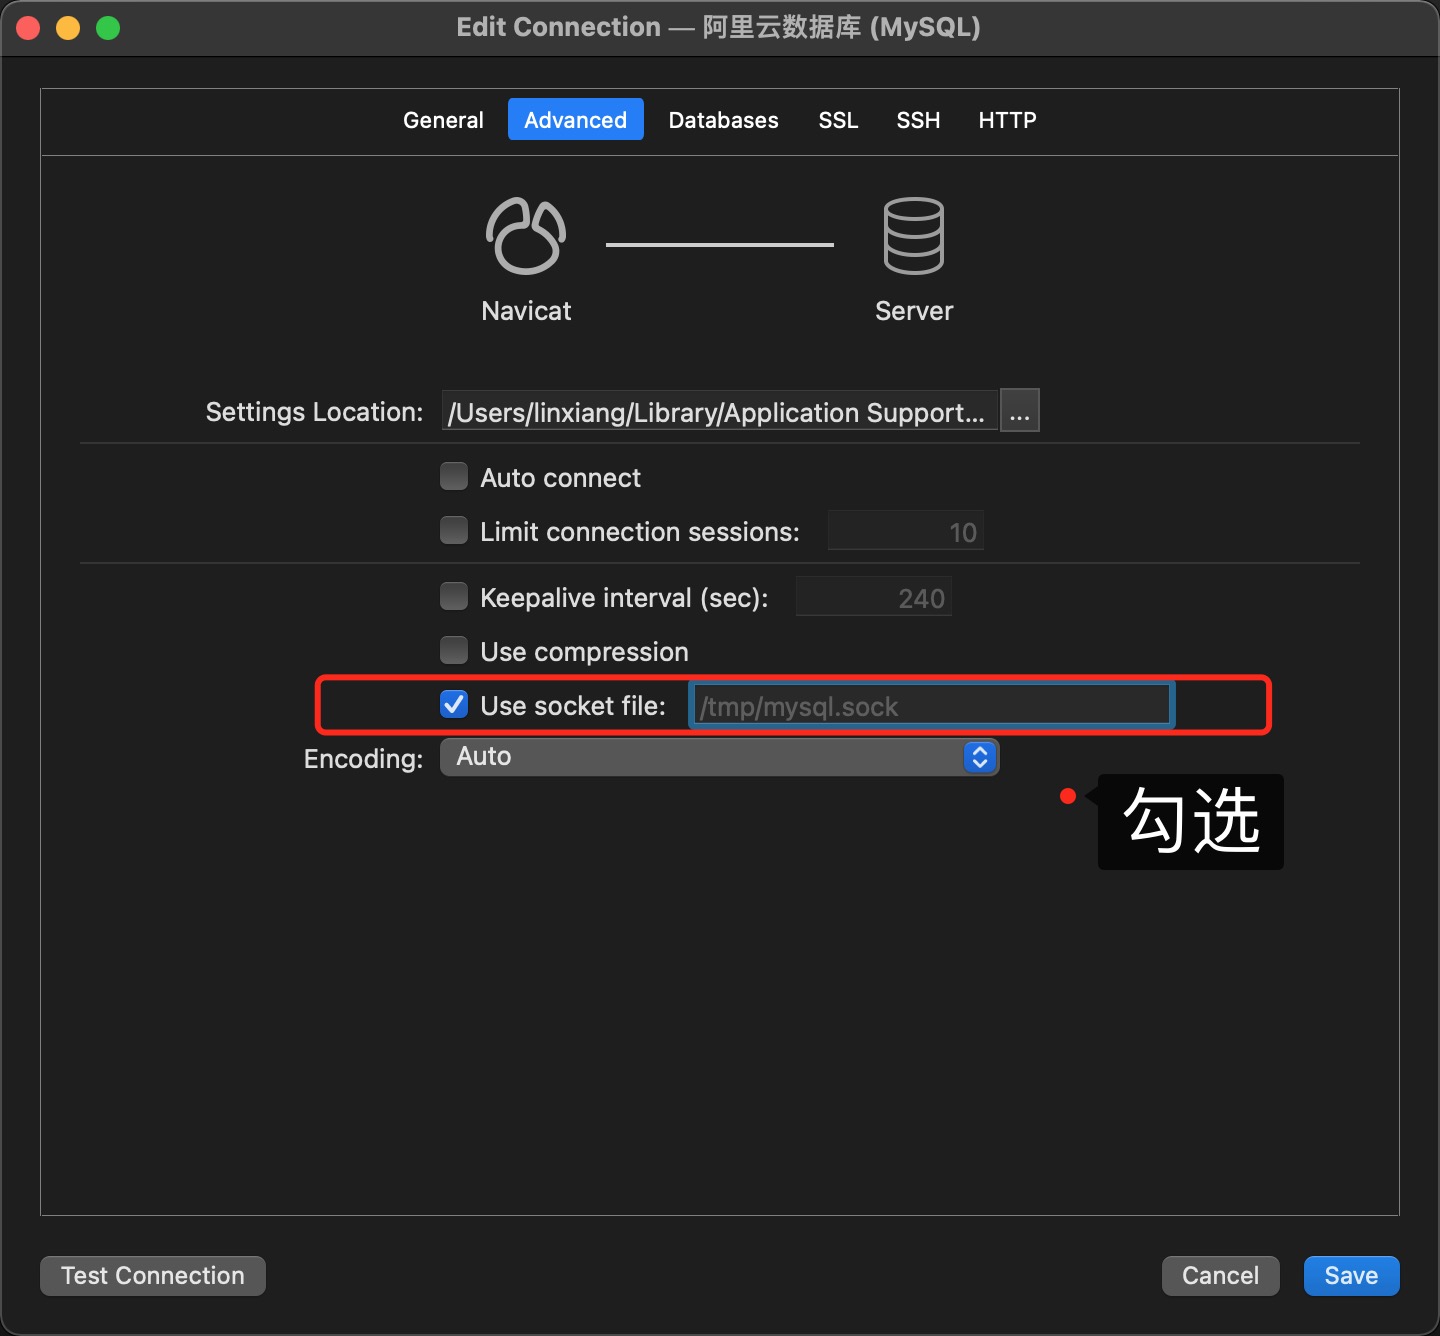 Edit Connection — 阿里云数据库 (MySQL)
General Advanced Databases SSL SSH HTTP
Navicat Server
Settings Location: /Users/linxiang/Library/Application Support... ...
Auto connect
Limit connection sessions: 10
Keepalive interval (sec): 240
Use compression
Use socket file: /tmp/mysql.sock
Encoding: Auto
勾选
Test Connection Cancel Save